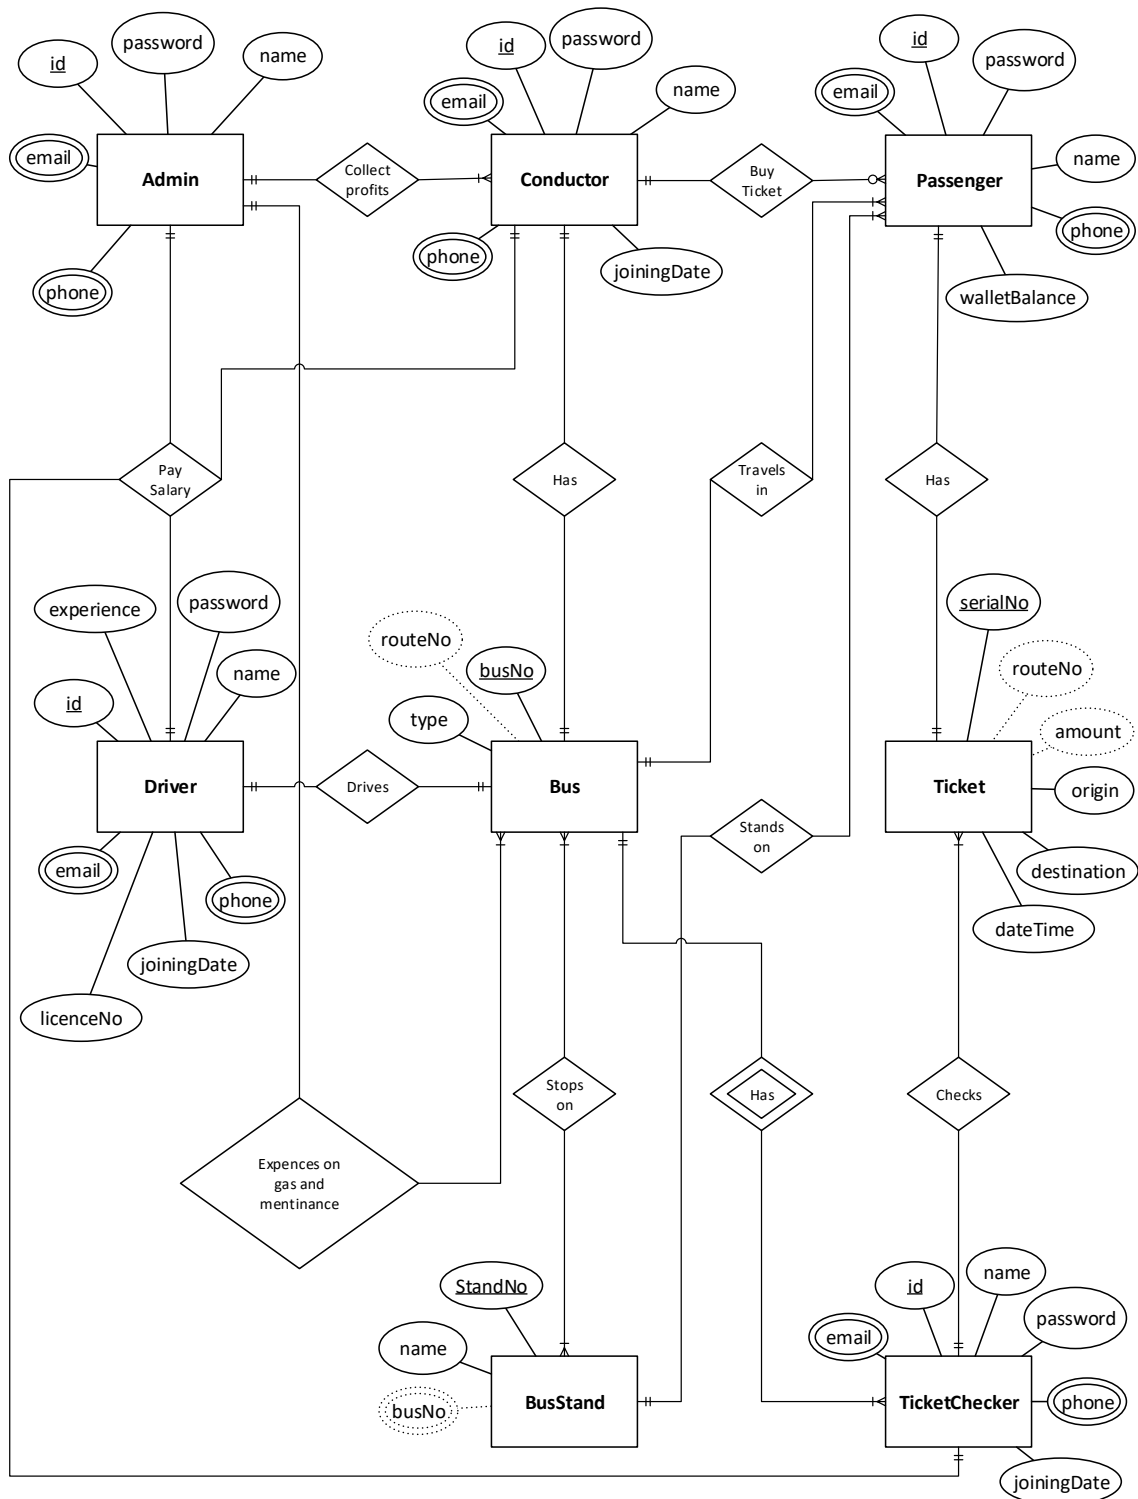 password
id
name
email
Admin
phone
Collect
profits
id
password
email
name
Conductor
phone
joiningDate
Buy
Ticket
id
password
email
name
Passenger
phone
walletBalance
Pay
Salary
Has
Travels
in
Has
experience
password
name
id
Driver
email
phone
joiningDate
licenceNo
Drives
routeNo
busNo
type
Bus
Stands
on
serialNo
routeNo
amount
Ticket
origin
destination
dateTime
Expences on
gas and
mentinance
Stops
on
Has
Checks
StandNo
name
busNo
BusStand
id
name
email
password
TicketChecker
phone
joiningDate